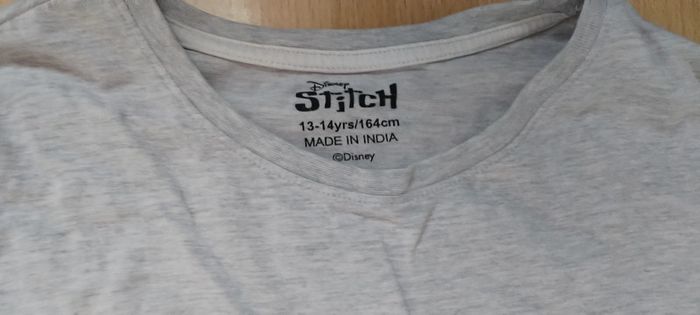 Disney
STITCH
13-14yrs/164cm
MADE IN INDIA
©Disney